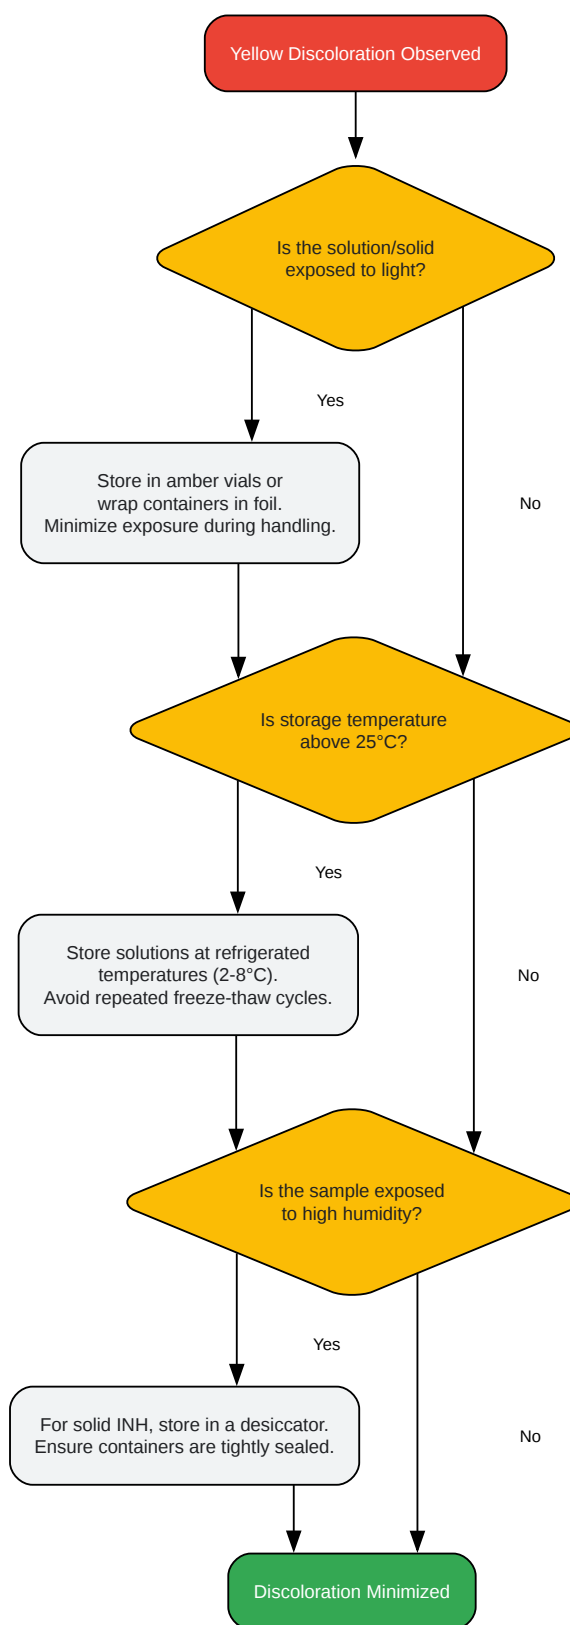 Yellow Discoloration Observed
Is the solution/solid
exposed to light?
Yes
Store in amber vials or
wrap containers in foil.
Minimize exposure during handling.
No
Is storage temperature
above 25°C?
Yes
Store solutions at refrigerated
temperatures (2-8°C).
Avoid repeated freeze-thaw cycles.
No
Is the sample exposed
to high humidity?
Yes
For solid INH, store in a desiccator.
Ensure containers are tightly sealed.
No
Discoloration Minimized